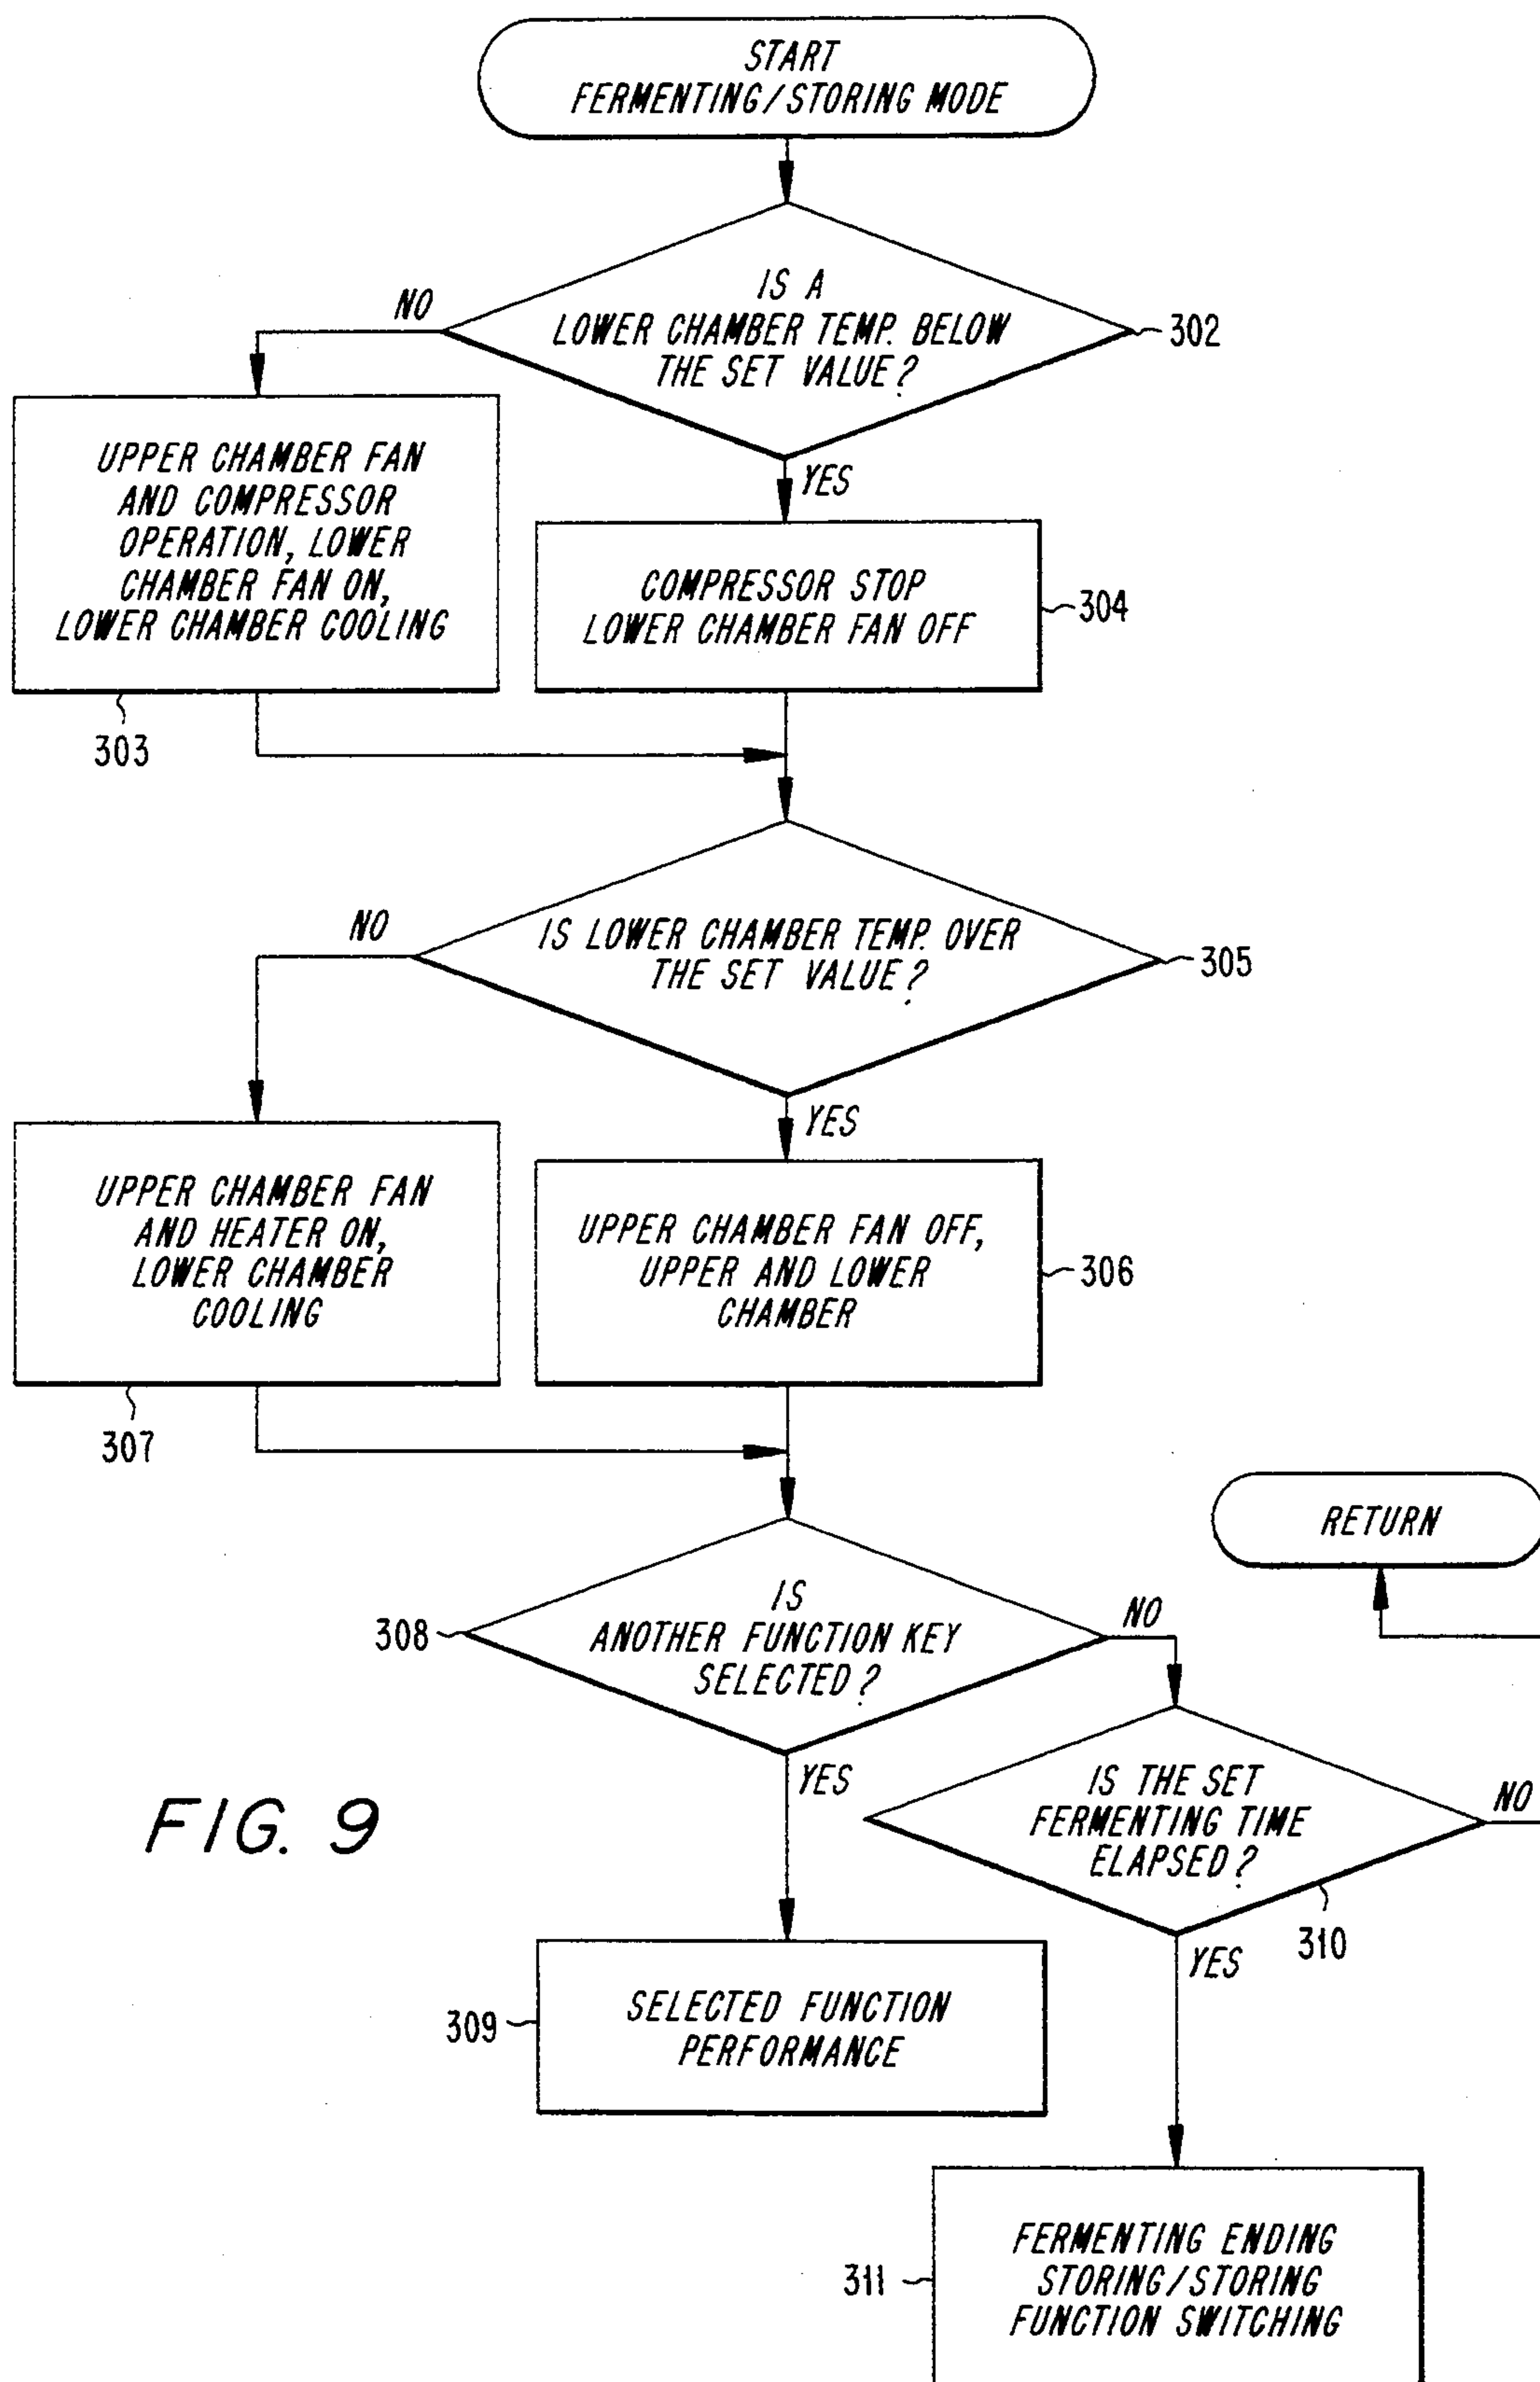 START
FERMENTING/STORING MODE
IS A
LOWER CHAMBER TEMP. BELOW
THE SET VALUE?
302
NO
YES
UPPER CHAMBER FAN
AND COMPRESSOR
OPERATION, LOWER
CHAMBER FAN ON,
LOWER CHAMBER COOLING
303
COMPRESSOR STOP
LOWER CHAMBER FAN OFF
304
IS LOWER CHAMBER TEMP. OVER
THE SET VALUE?
305
NO
YES
UPPER CHAMBER FAN
AND HEATER ON,
LOWER CHAMBER
COOLING
307
UPPER CHAMBER FAN OFF,
UPPER AND LOWER
CHAMBER
306
RETURN
IS
ANOTHER FUNCTION KEY
SELECTED?
308
NO
YES
IS THE SET
FERMENTING TIME
ELAPSED?
310
NO
YES
FIG. 9
SELECTED FUNCTION
PERFORMANCE
309
FERMENTING ENDING
STORING/STORING
FUNCTION SWITCHING
311